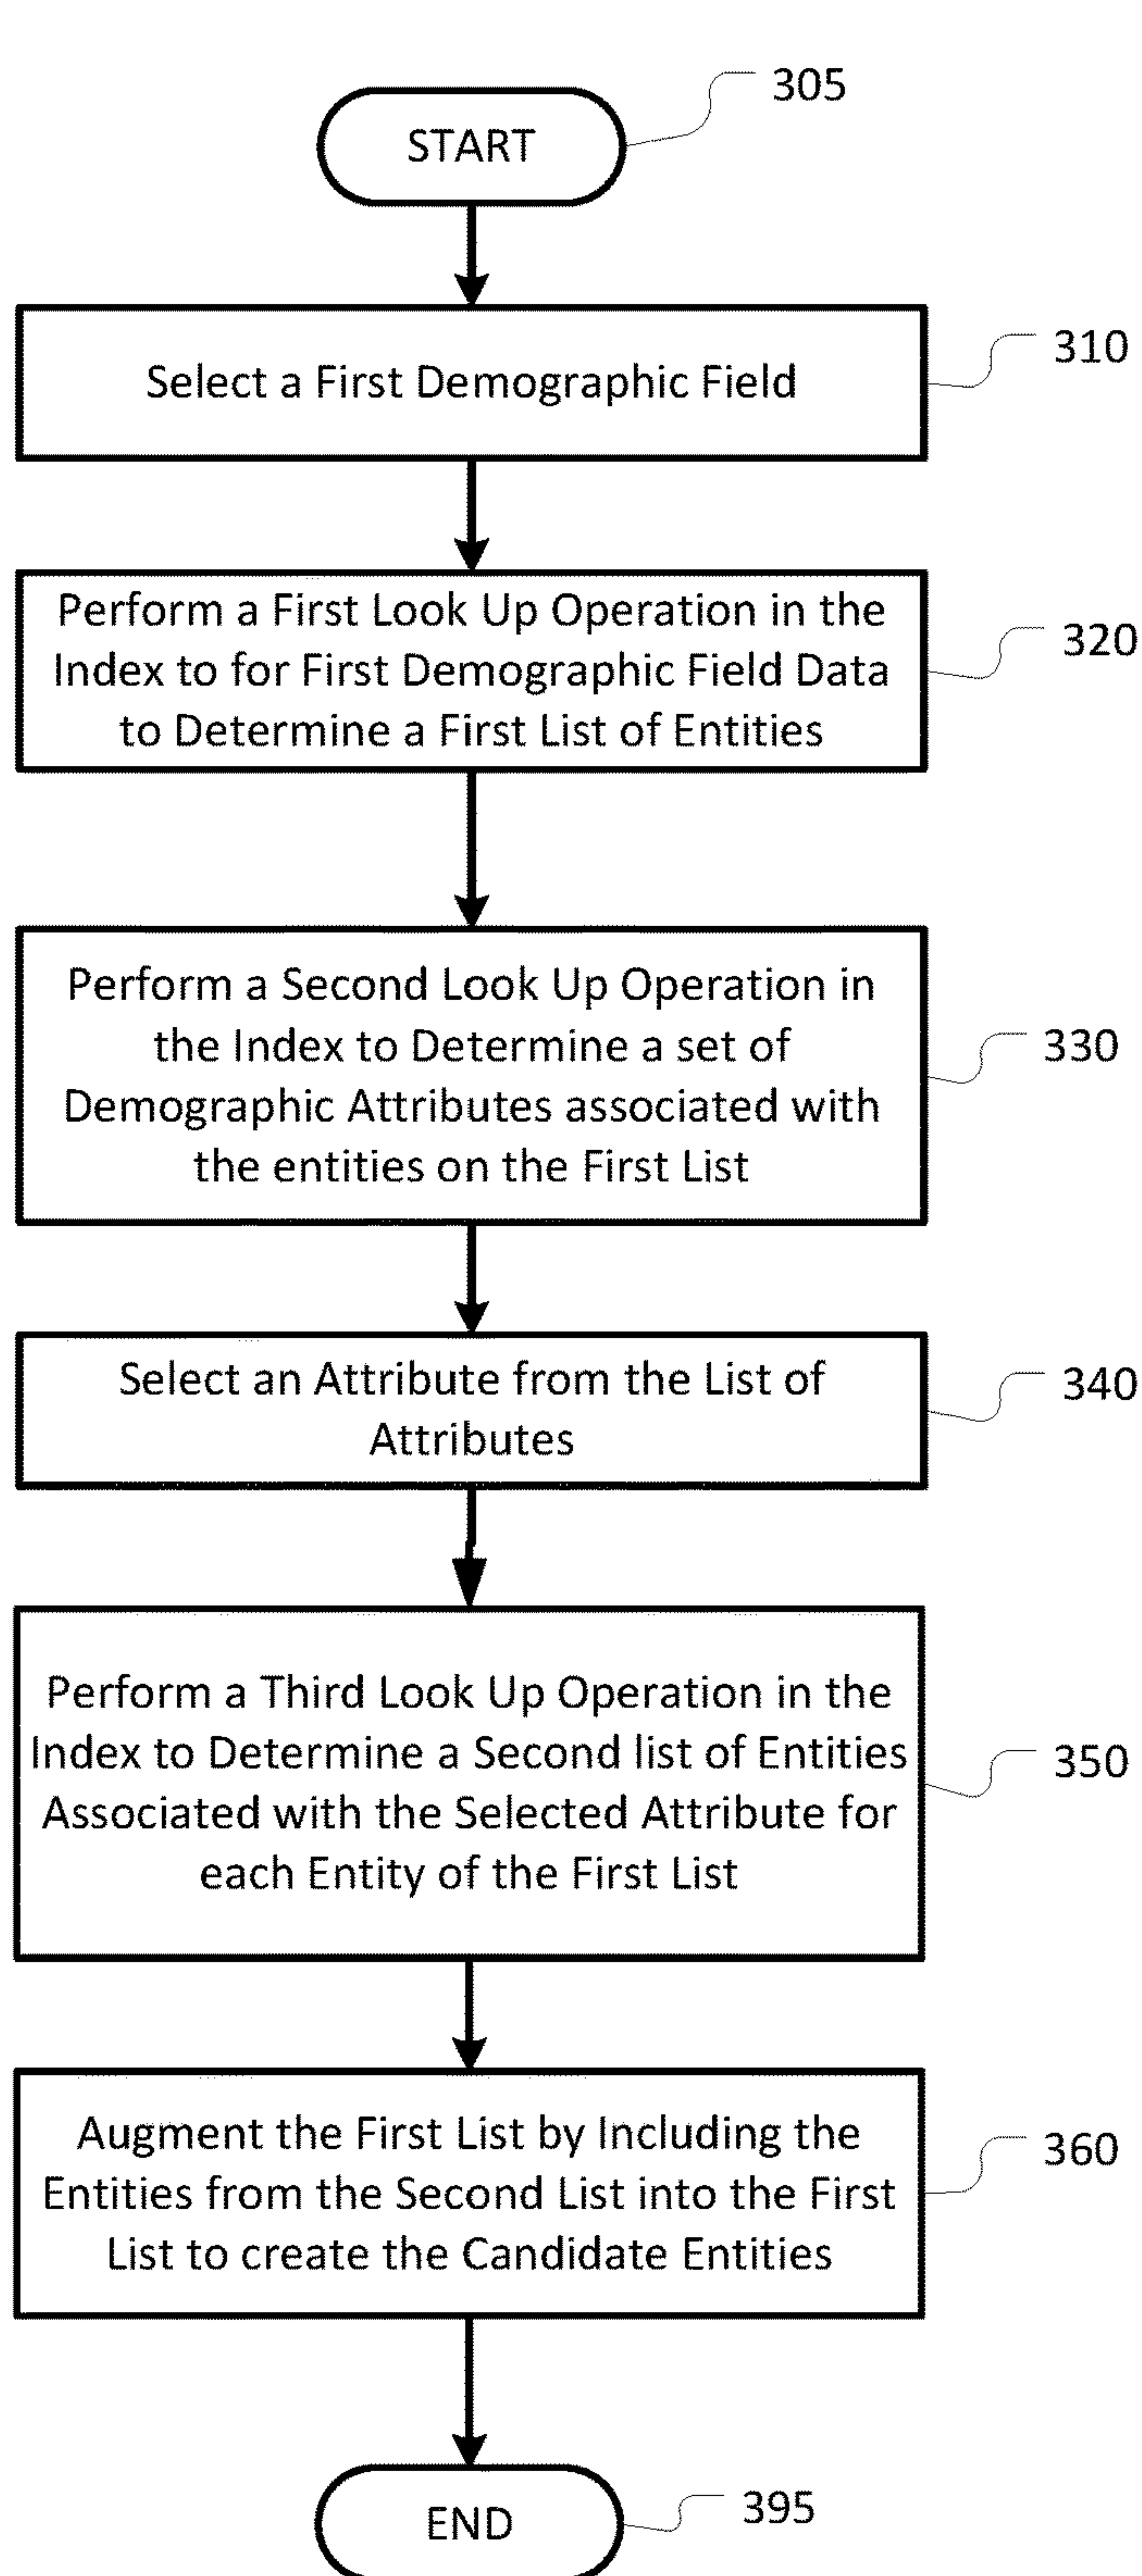 305
START
310
Select a First Demographic Field
Perform a First Look Up Operation in the
320
Index to for First Demographic Field Data
to Determine a First List of Entities
Perform a Second Look Up Operation in
the Index to Determine a set of
330
Demographic Attributes associated with
the entities on the First List
Select an Attribute from the List of
340
Attributes
Perform a Third Look Up Operation in the
Index to Determine a Second list of Entities
350
Associated with the Selected Attribute for
each Entity of the First List
Augment the First List by Including the
360
Entities from the Second List into the First
List to create the Candidate Entities
395
END